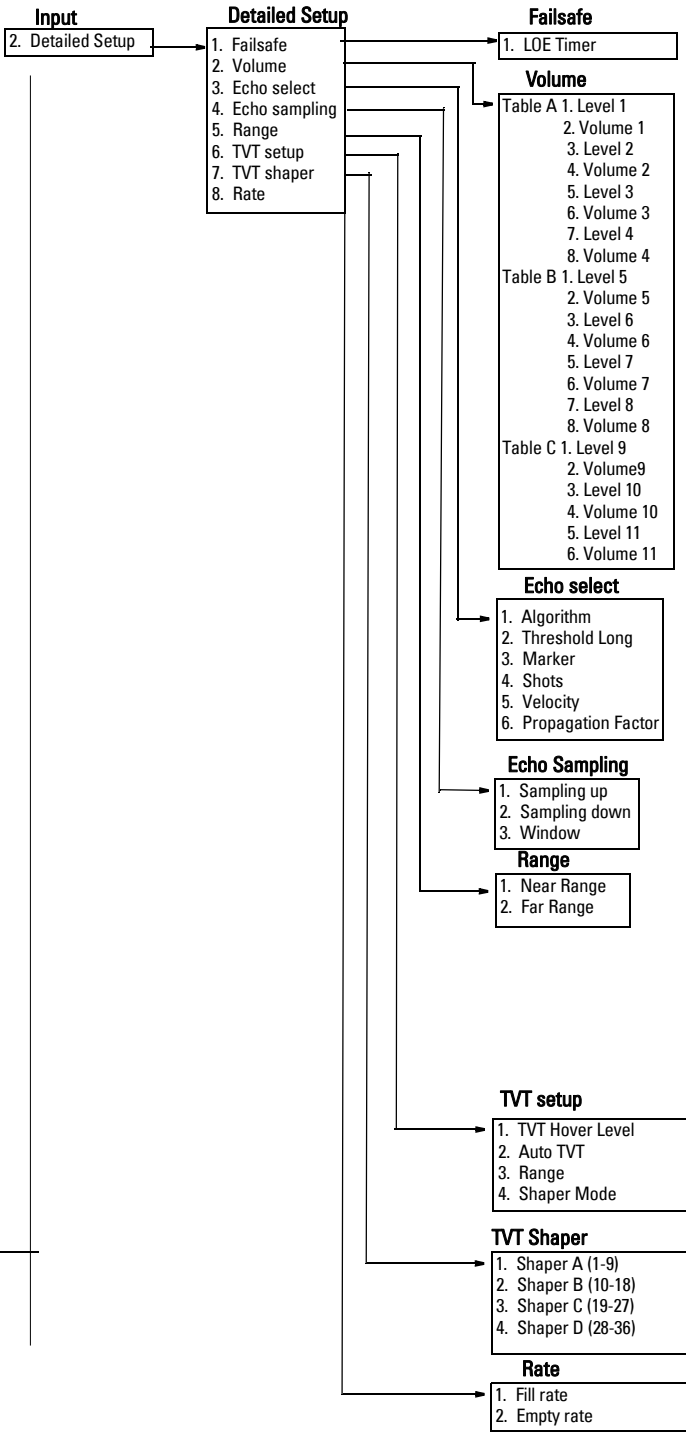 Input
2. Detailed Setup
Detailed Setup
1. Failsafe
2. Volume
3. Echo select
4. Echo sampling
5. Range
6. TVT setup
7. TVT shaper
8. Rate
Failsafe
1. LOE Timer
Volume
Table A 1. Level 1
2. Volume 1
3. Level 2
4. Volume 2
5. Level 3
6. Volume 3
7. Level 4
8. Volume 4
Table B 1. Level 5
2. Volume 5
3. Level 6
4. Volume 6
5. Level 7
6. Volume 7
7. Level 8
8. Volume 8
Table C 1. Level 9
2. Volume9
3. Level 10
4. Volume 10
5. Level 11
6. Volume 11
Echo select
1. Algorithm
2. Threshold Long
3. Marker
4. Shots
5. Velocity
6. Propagation Factor
Echo Sampling
1. Sampling up
2. Sampling down
3. Window
Range
1. Near Range
2. Far Range
TVT setup
1. TVT Hover Level
2. Auto TVT
3. Range
4. Shaper Mode
TVT Shaper
1. Shaper A (1-9)
2. Shaper B (10-18)
3. Shaper C (19-27)
4. Shaper D (28-36)
Rate
1. Fill rate
2. Empty rate